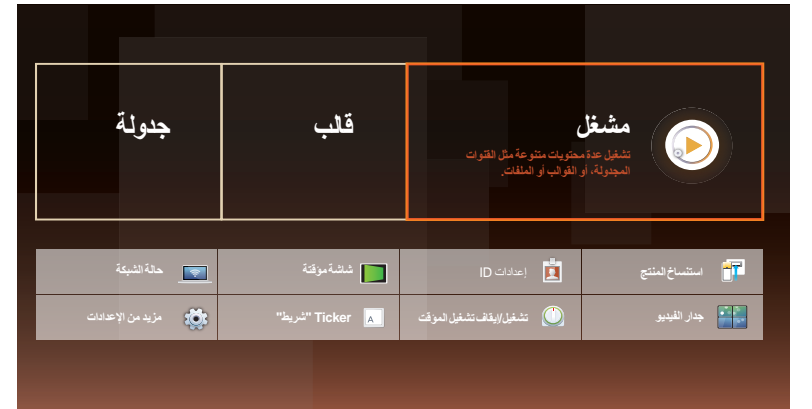 مشغل
تشغيل عدة محتويات متنوعة مثل القنوات
المجدولة، أو القوالب أو الملفات.
قالب
جدولة
استنساخ المنتج
إعدادات ID
شاشة مؤقتة
حالة الشبكة
جدار الفيديو
تشغيل/إيقاف تشغيل المؤقت
Ticker "شريط"
A
مزيد من الإعدادات